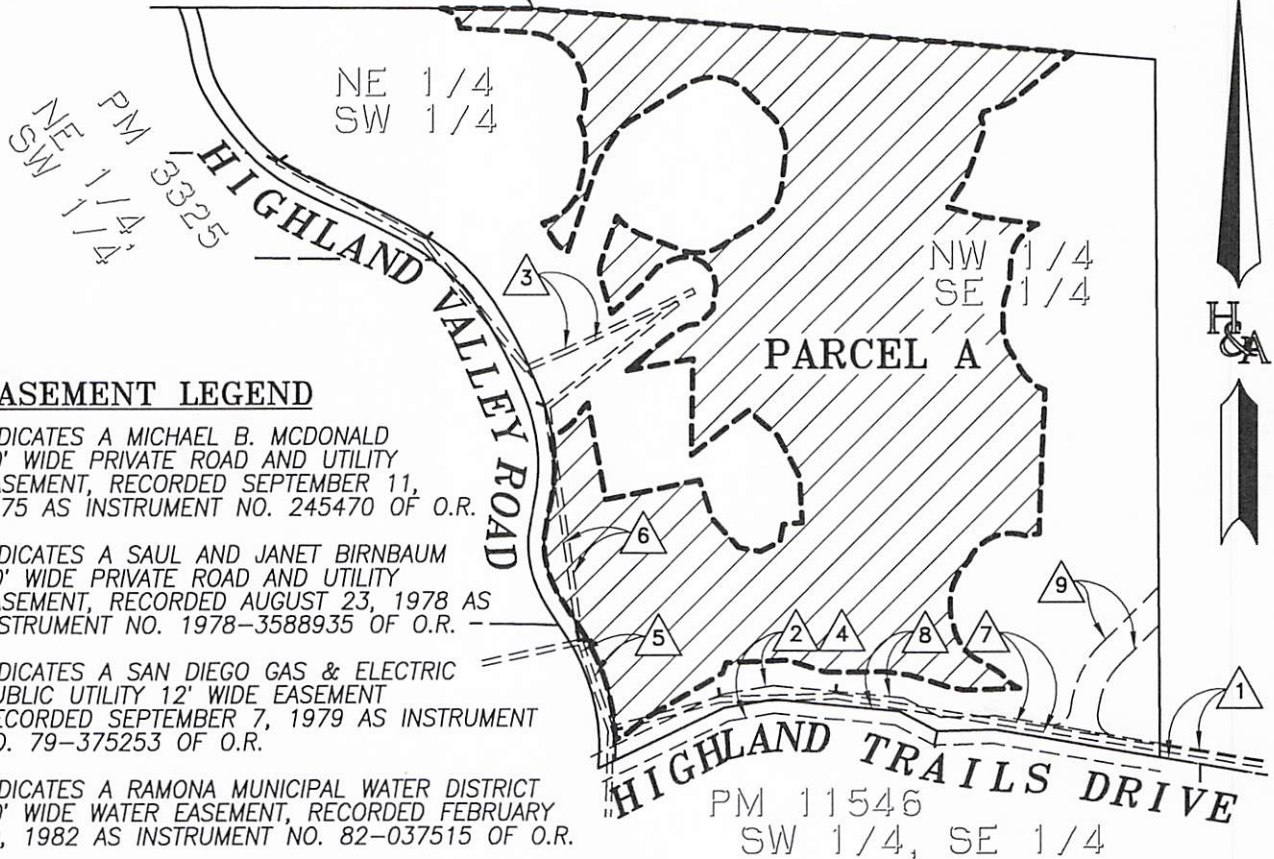 NE 1/4
SW 1/4
PM 3325
NE 1/4,
SW 1/4
HIGHLAND VALLEY ROAD
3
NW 1/4
SE 1/4
H&A
PARCEL A
ASEMENT LEGEND
DICATES A MICHAEL B. MCDONALD
0' WIDE PRIVATE ROAD AND UTILITY
ASEMENT, RECORDED SEPTEMBER 11,
75 AS INSTRUMENT NO. 245470 OF O.R.
DICATES A SAUL AND JANET BIRNBAUM
0' WIDE PRIVATE ROAD AND UTILITY
ASEMENT, RECORDED AUGUST 23, 1978 AS
STRUMENT NO. 1978-3588935 OF O.R.
DICATES A SAN DIEGO GAS & ELECTRIC
UBLIC UTILITY 12' WIDE EASEMENT
ECORDED SEPTEMBER 7, 1979 AS INSTRUMENT
O. 79-375253 OF O.R.
DICATES A RAMONA MUNICIPAL WATER DISTRICT
0' WIDE WATER EASEMENT, RECORDED FEBRUARY
, 1982 AS INSTRUMENT NO. 82-037515 OF O.R.
6
9
5
2
4
8
7
1
HIGHLAND TRAILS DRIVE
PM 11546
SW 1/4, SE 1/4